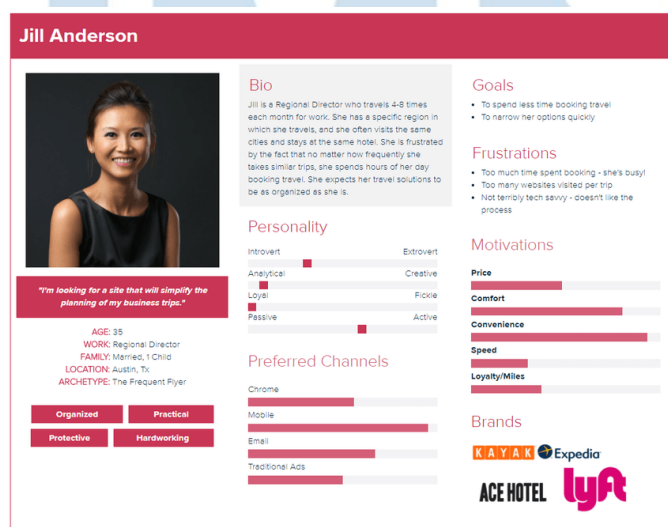 Jill Anderson
"I'm looking for a site that will simplify the
planning of my business trips."
AGE: 35
WORK: Regional Director
FAMILY: Married, 1 Child
LOCATION: Austin, Tx
ARCHETYPE: The Frequent Flyer
Organized
Practical
Protective
Hardworking
Bio
Jill is a Regional Director who travels 4-8 times
each month for work. She has a specific region in
which she travels, and she often visits the same
cities and stays at the same hotel. She is frustrated
by the fact that no matter how frequently she
takes similar trips, she spends hours of her day
booking travel. She expects her travel solutions to
be as organized as she is.
Personality
Introvert Extrovert
Analytical Creative
Loyal Fickle
Passive Active
Preferred Channels
Chrome
Mobile
Email
Traditional Ads
Goals
• To spend less time booking travel
• To narrow her options quickly
Frustrations
• Too much time spent booking - she's busy!
• Too many websites visited per trip
• Not terribly tech savvy - doesn't like the
process
Motivations
Price
Comfort
Convenience
Speed
Loyalty/Miles
Brands
KAYAK Expedia
ACE HOTEL lyft